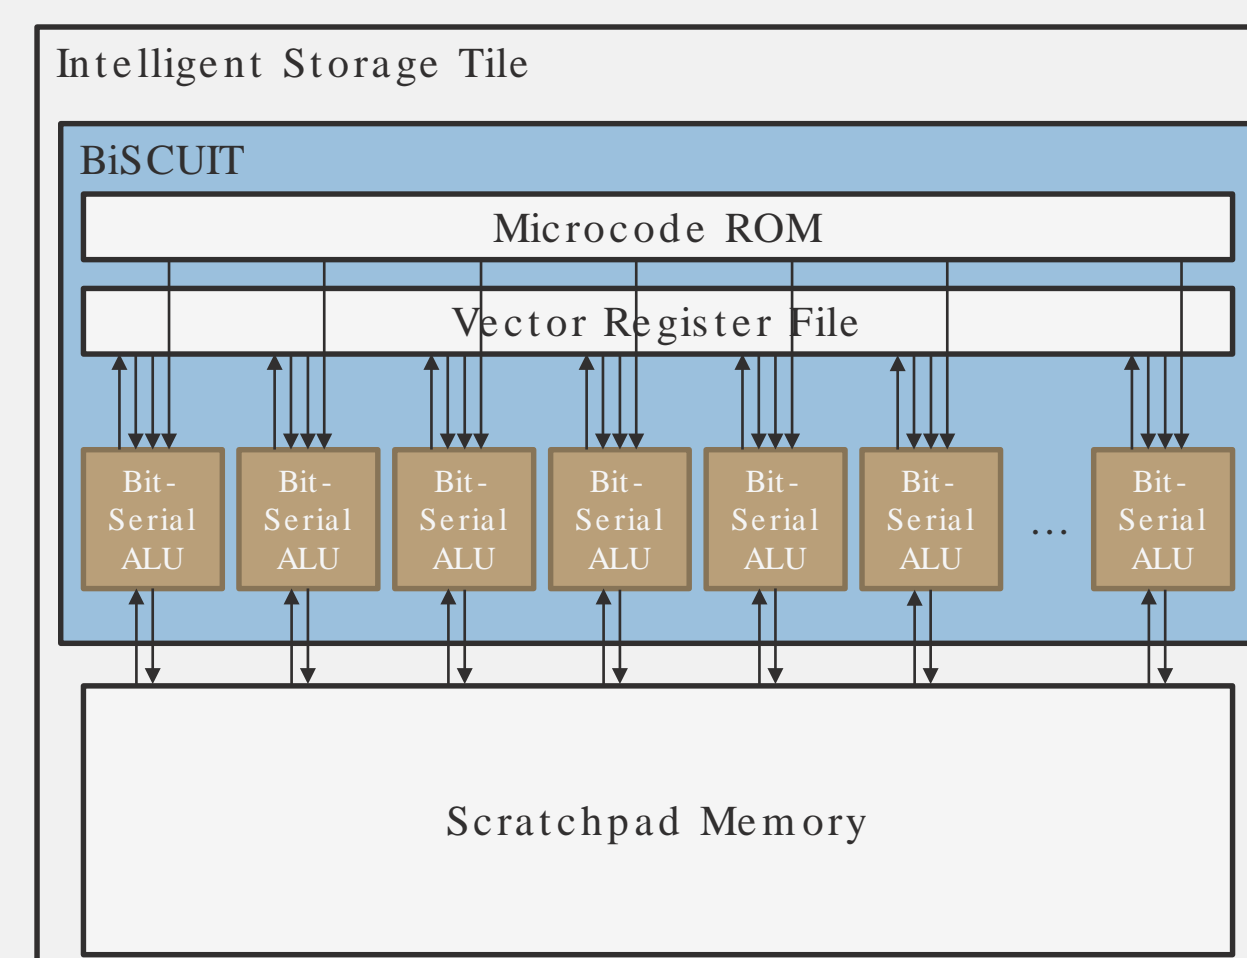 Intelligent Storage Tile
BiSCUIT
Microcode ROM
Vector Register File
Bit-
Serial
ALU
Bit-
Serial
ALU
Bit-
Serial
ALU
Bit-
Serial
ALU
Bit-
Serial
ALU
Bit-
Serial
ALU
...
Bit-
Serial
ALU
Scratchpad Memory